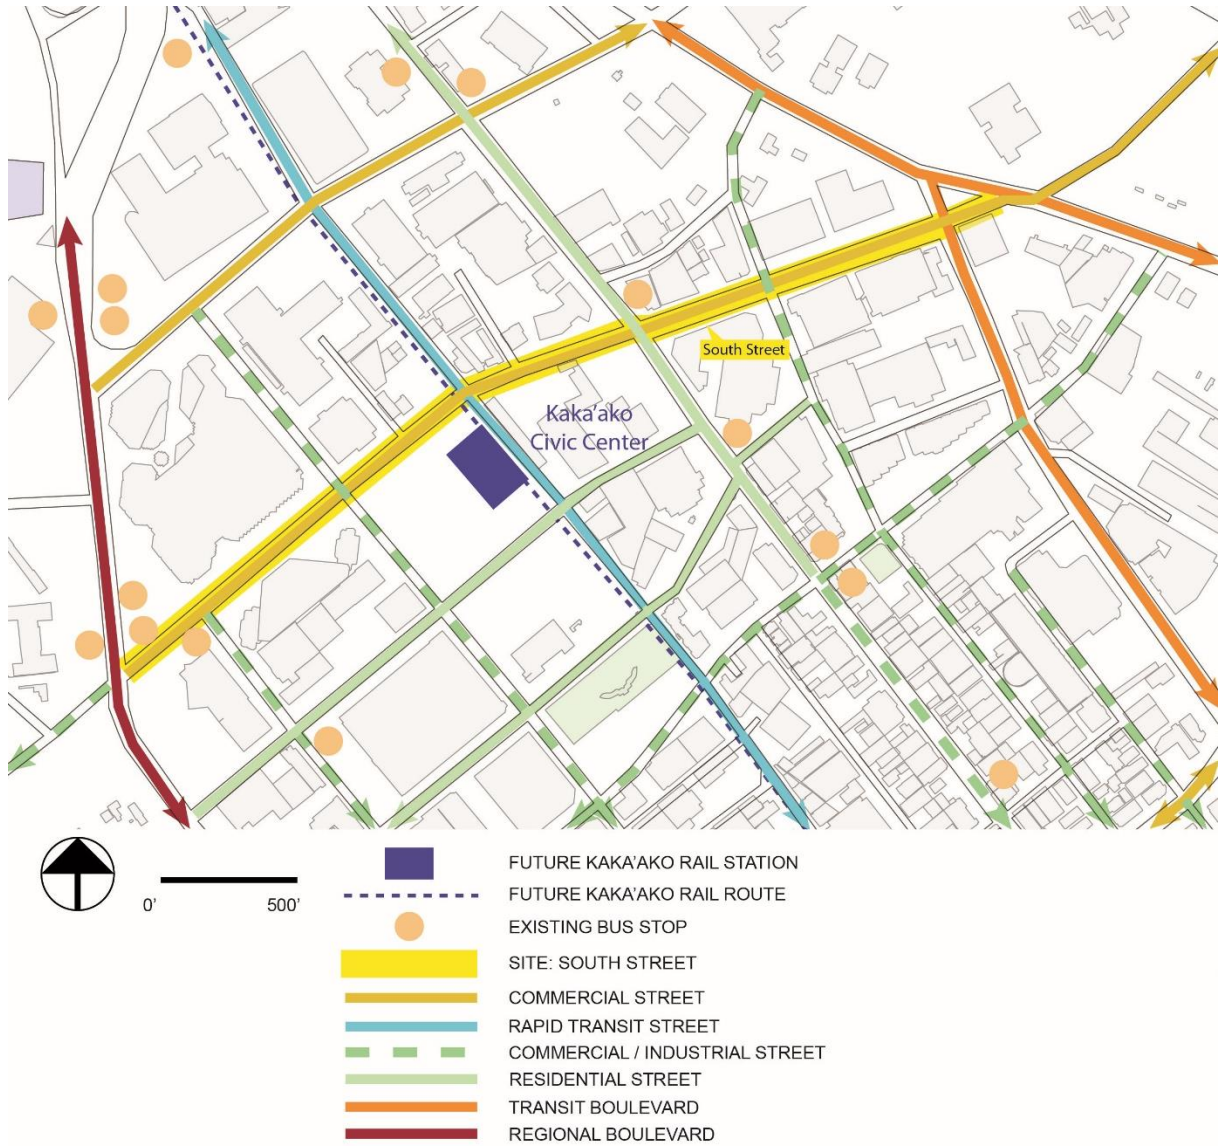 South Street
Kaka'ako
Civic Center
0' 500'
FUTURE KAKA'AKO RAIL STATION
FUTURE KAKA'AKO RAIL ROUTE
EXISTING BUS STOP
SITE: SOUTH STREET
COMMERCIAL STREET
RAPID TRANSIT STREET
COMMERCIAL / INDUSTRIAL STREET
RESIDENTIAL STREET
TRANSIT BOULEVARD
REGIONAL BOULEVARD